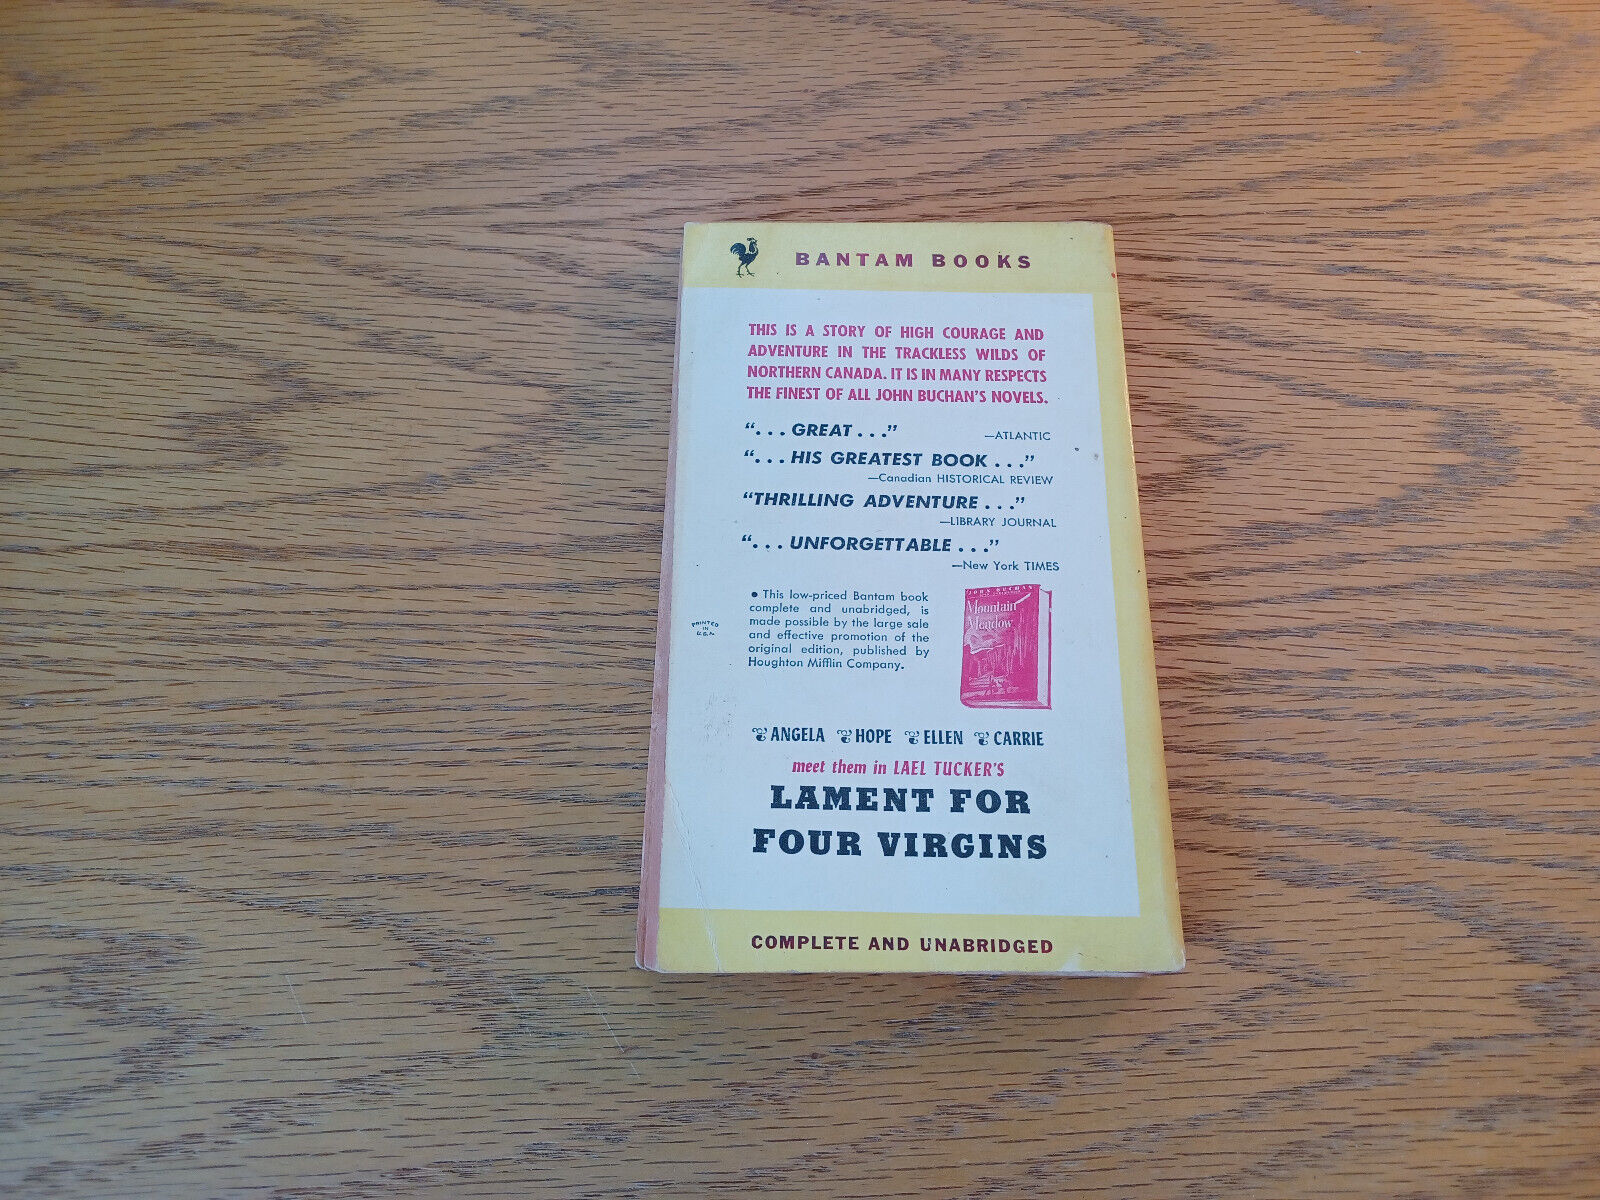 BANTAM BOOKS
THIS IS A STORY OF HIGH COURAGE AND
ADVENTURE IN THE TRACKLESS WILDS OF
NORTHERN CANADA. IT IS IN MANY RESPECTS
THE FINEST OF ALL JOHN BUCHAN'S NOVELS.
“. . . GREAT . . .”
—ATLANTIC
“. . . HIS GREATEST BOOK . . .”
—Canadian HISTORICAL REVIEW
“THRILLING ADVENTURE . . .”
—LIBRARY JOURNAL
“. . . UNFORGETTABLE . . .”
—New York TIMES
• This low-priced Bantam book
complete and unabridged, is
made possible by the large sale
and effective promotion of the
original edition, published by
Houghton Mifflin Company.
JOHN BUCHAN
Mountain
Meadow
PRINTED
IN
U.S.A.
ANGELA HOPE ELLEN CARRIE
meet them in LAEL TUCKER'S
LAMENT FOR
FOUR VIRGINS
COMPLETE AND UNABRIDGED